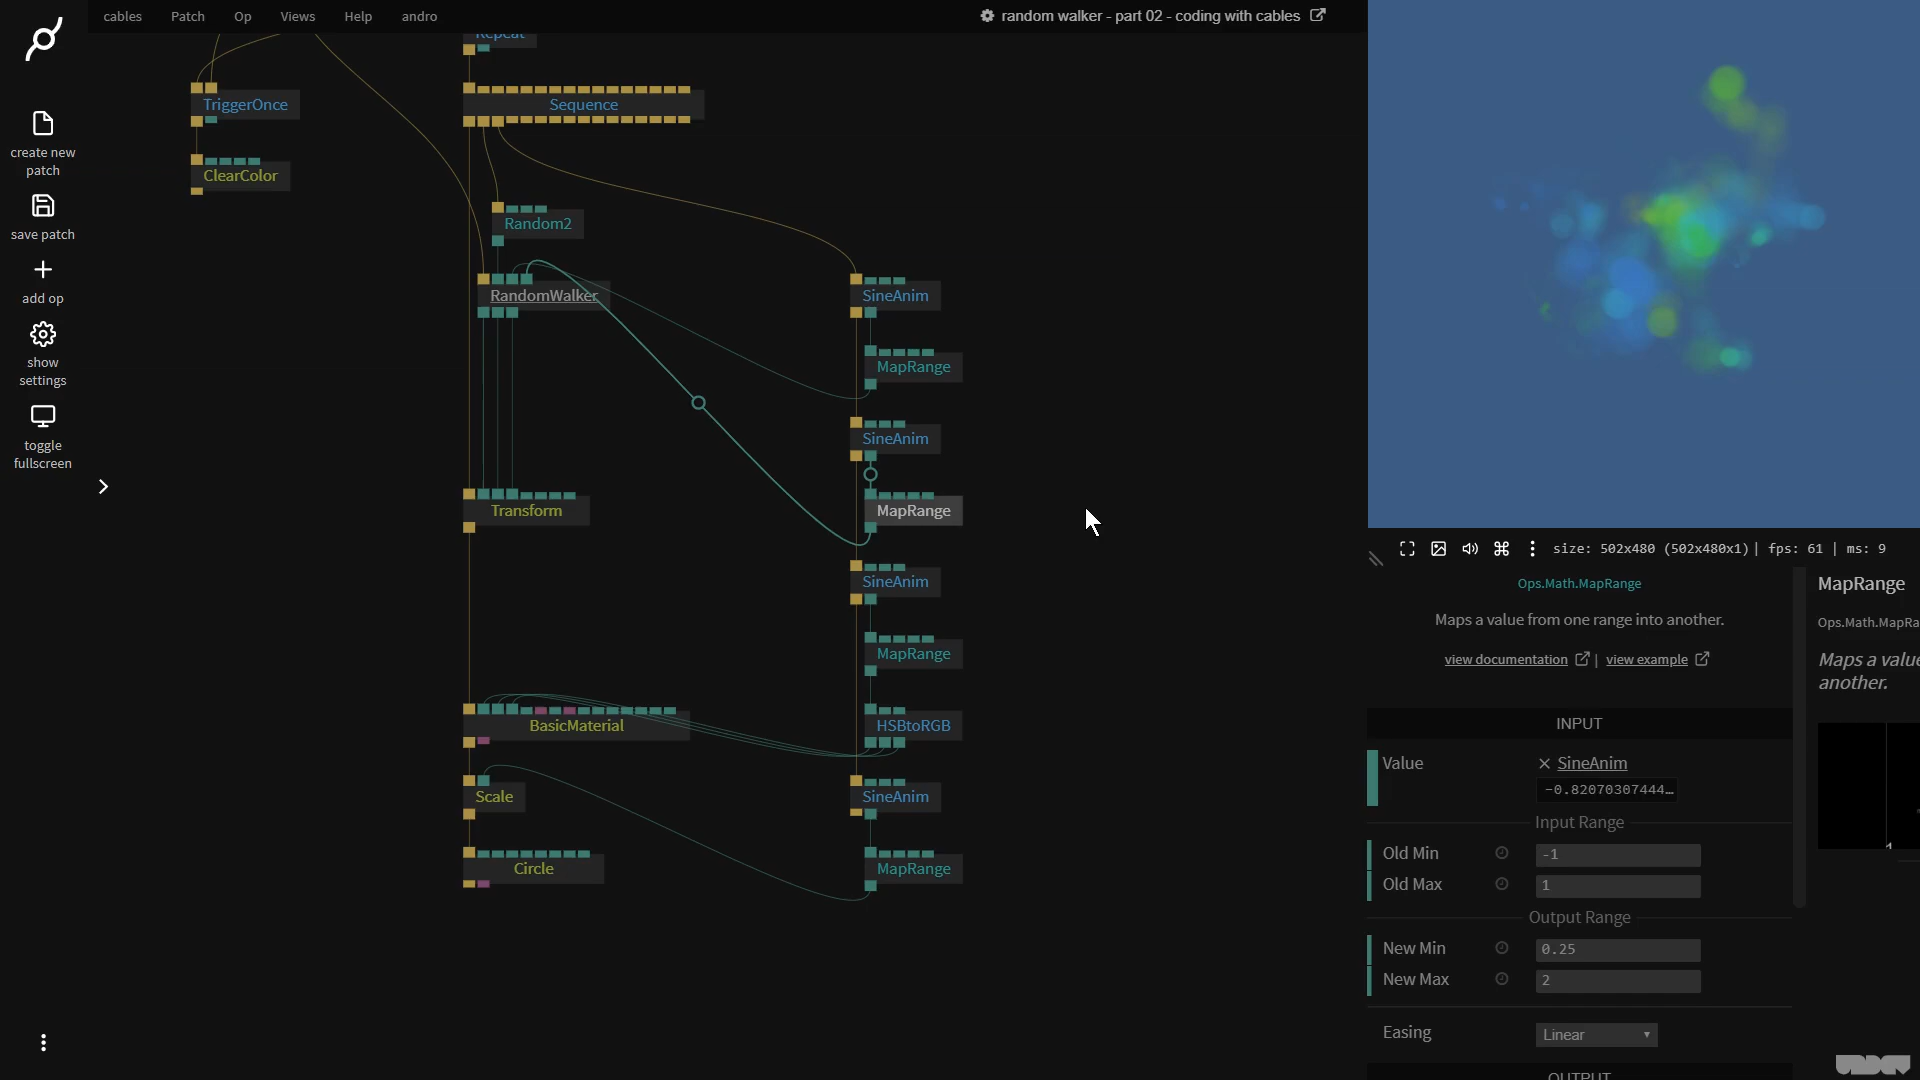 cables Patch Op Views Help andro
random walker - part 02 - coding with cables
create new
patch
save patch
add op
show
settings
toggle
fullscreen
Repeat
TriggerOnce
Sequence
ClearColor
Random2
RandomWalker
SineAnim
MapRange
SineAnim
Transform
MapRange
SineAnim
MapRange
BasicMaterial
HSBtoRGB
Scale
SineAnim
Circle
MapRange
size: 502x480 (502x480x1) | fps: 61 | ms: 9
Ops.Math.MapRange
Maps a value from one range into another.
view documentation | view example
INPUT
Value
× SineAnim
-0.82070307444…
Input Range
Old Min -1
Old Max 1
Output Range
New Min 0.25
New Max 2
Easing Linear
OUTPUT
MapRange
Ops.Math.MapRa
Maps a value
another.